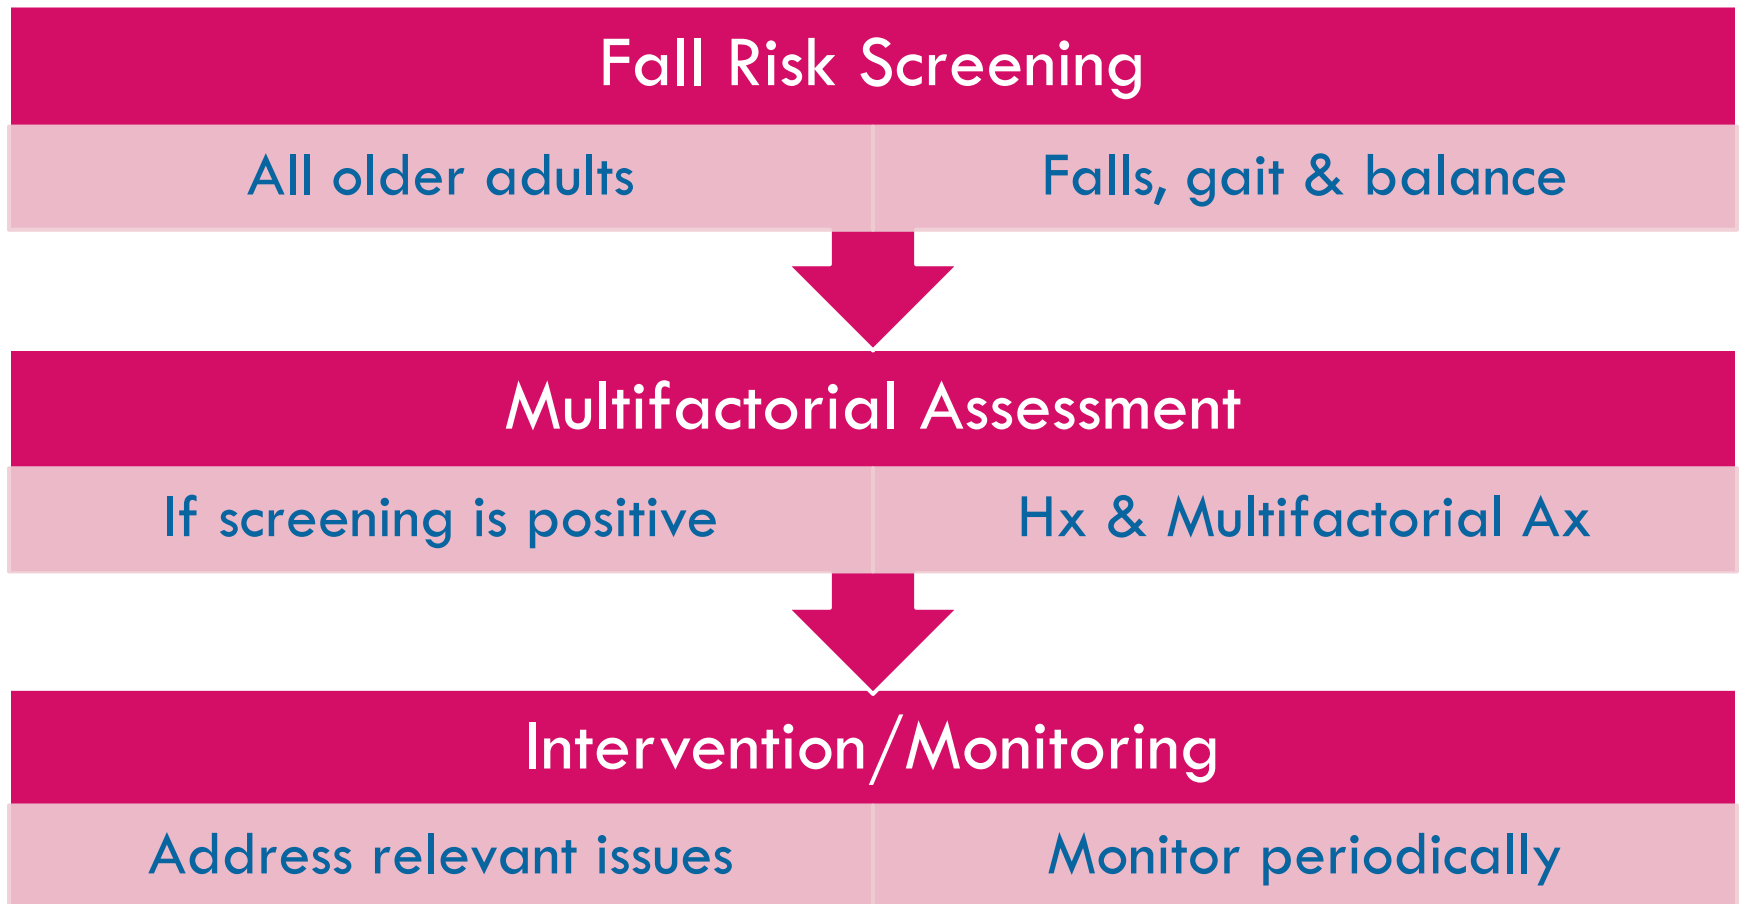 Fall Risk Screening
All older adults
Falls, gait & balance
Multifactorial Assessment
If screening is positive
Hx & Multifactorial Ax
Intervention/Monitoring
Address relevant issues
Monitor periodically